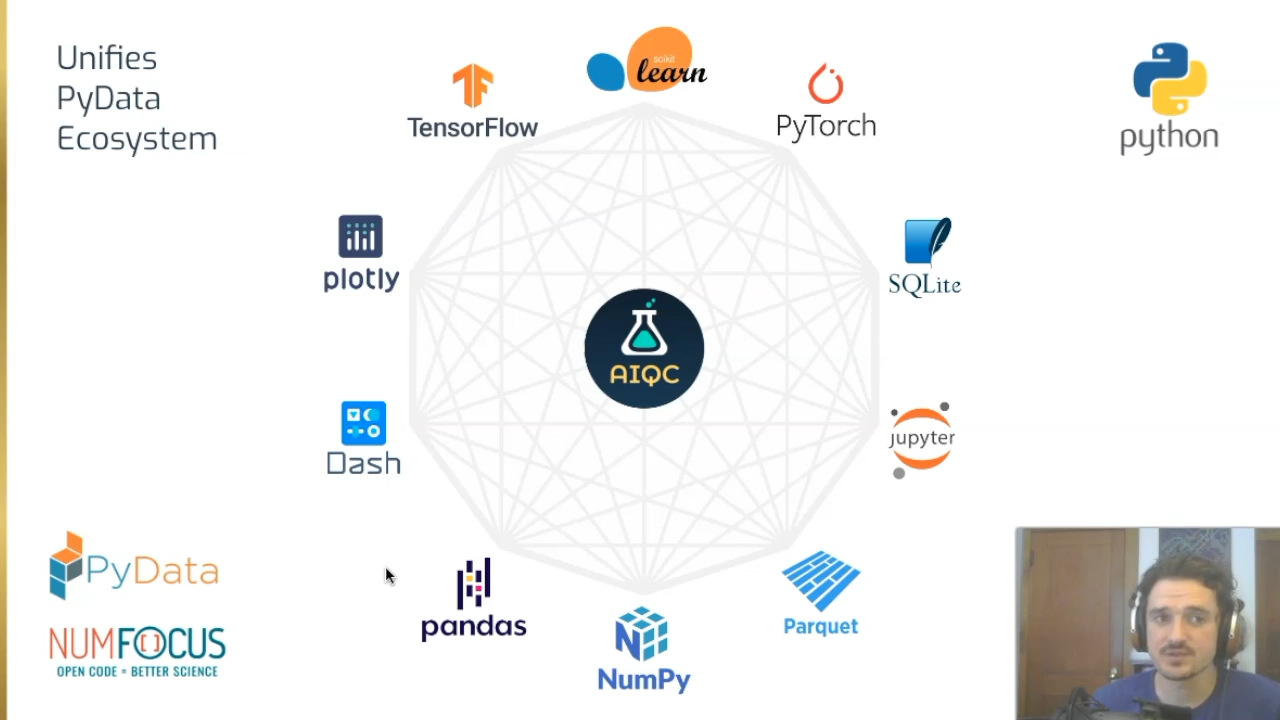 Unifies
PyData
Ecosystem
TensorFlow
scikit
learn
PyTorch
python
plotly
SQLite
AIQC
Dash
jupyter
PyData
pandas
Parquet
NumPy
NUMFOCUS
OPEN CODE = BETTER SCIENCE